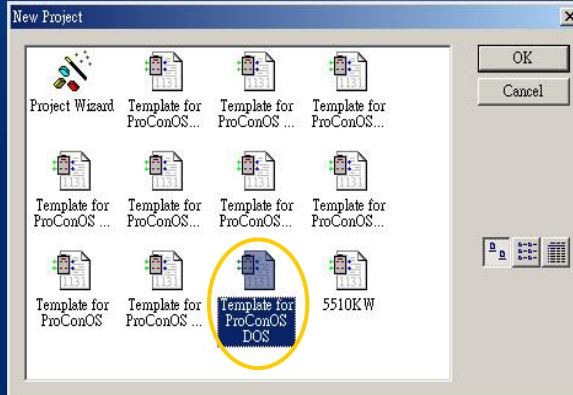 New Project
OK
Cancel
Project Wizard
Template for
ProConOS...
Template for
ProConOS ...
Template for
ProConOS...
Template for
ProConOS ...
Template for
ProConOS...
Template for
ProConOS...
Template for
ProConOS...
Template for
ProConOS
Template for
ProConOS ...
Template for
ProConOS
DOS
5510KW